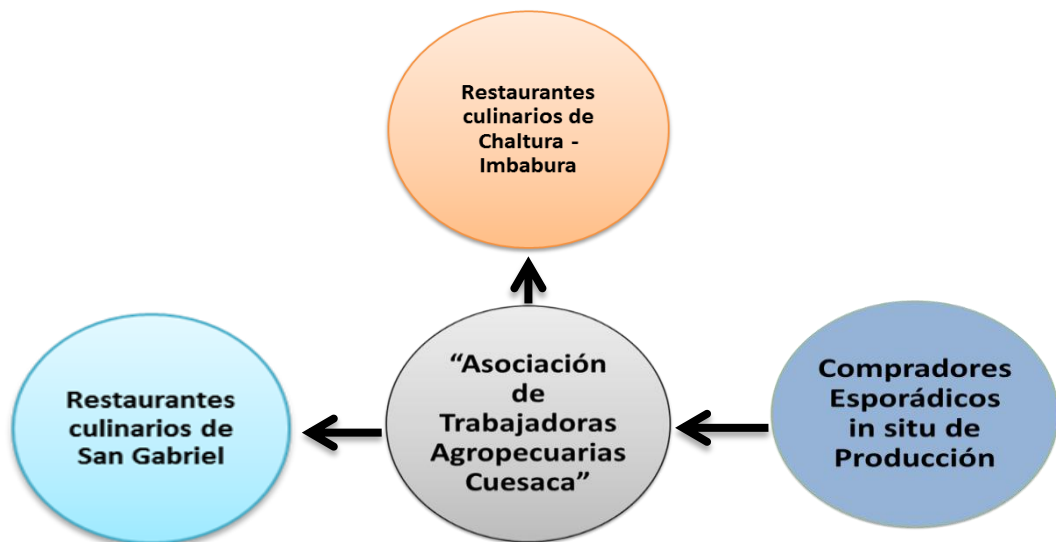 Restaurantes
culinarios de
Chaltura -
Imbabura
Restaurantes
culinarios de
San Gabriel
“Asociación
de
Trabajadoras
Agropecuarias
Cuesaca”
Compradores
Esporádicos
in situ de
Producción